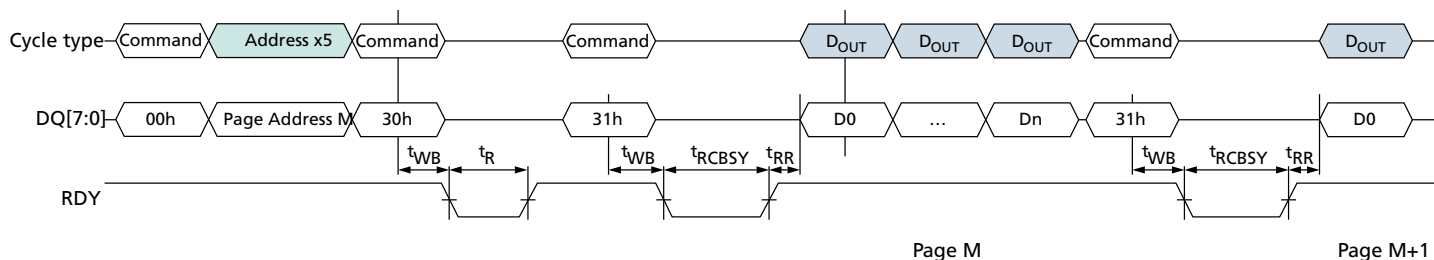 Cycle type Command Address x5 Command Command DOUT DOUT DOUT Command DOUT
DQ[7:0] 00h Page Address M 30h 31h D0 … Dn 31h D0
tWB tR tWB tRCBSY tRR tWB tRCBSY tRR
RDY
Page M Page M+1